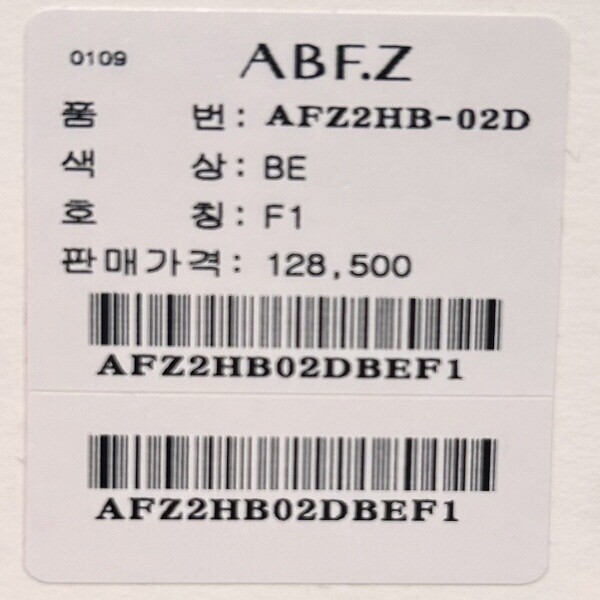 0109 ABF.Z
품 번 : AFZ2HB-02D
색 상 : BE
호 칭 : F1
판매가격 : 128,500
AFZ2HB02DBEF1
AFZ2HB02DBEF1